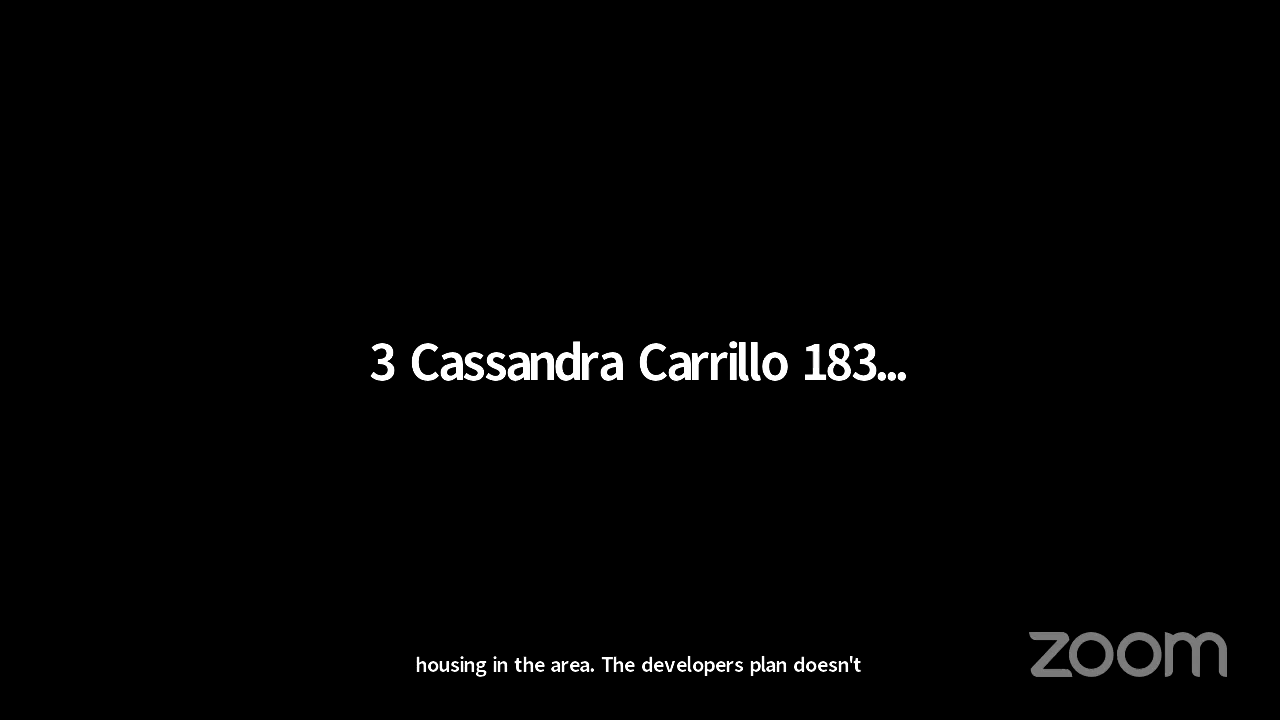 3 Cassandra Carrillo 183...
housing in the area. The developers plan doesn't
zoom